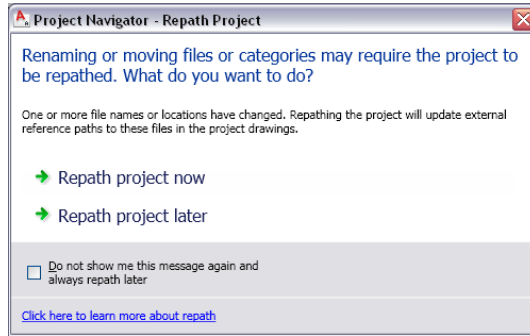 Project Navigator - Repath Project
Renaming or moving files or categories may require the project to
be repathed. What do you want to do?
One or more file names or locations have changed. Repathing the project will update external
reference paths to these files in the project drawings.
Repath project now
Repath project later
Do not show me this message again and
always repath later
Click here to learn more about repath